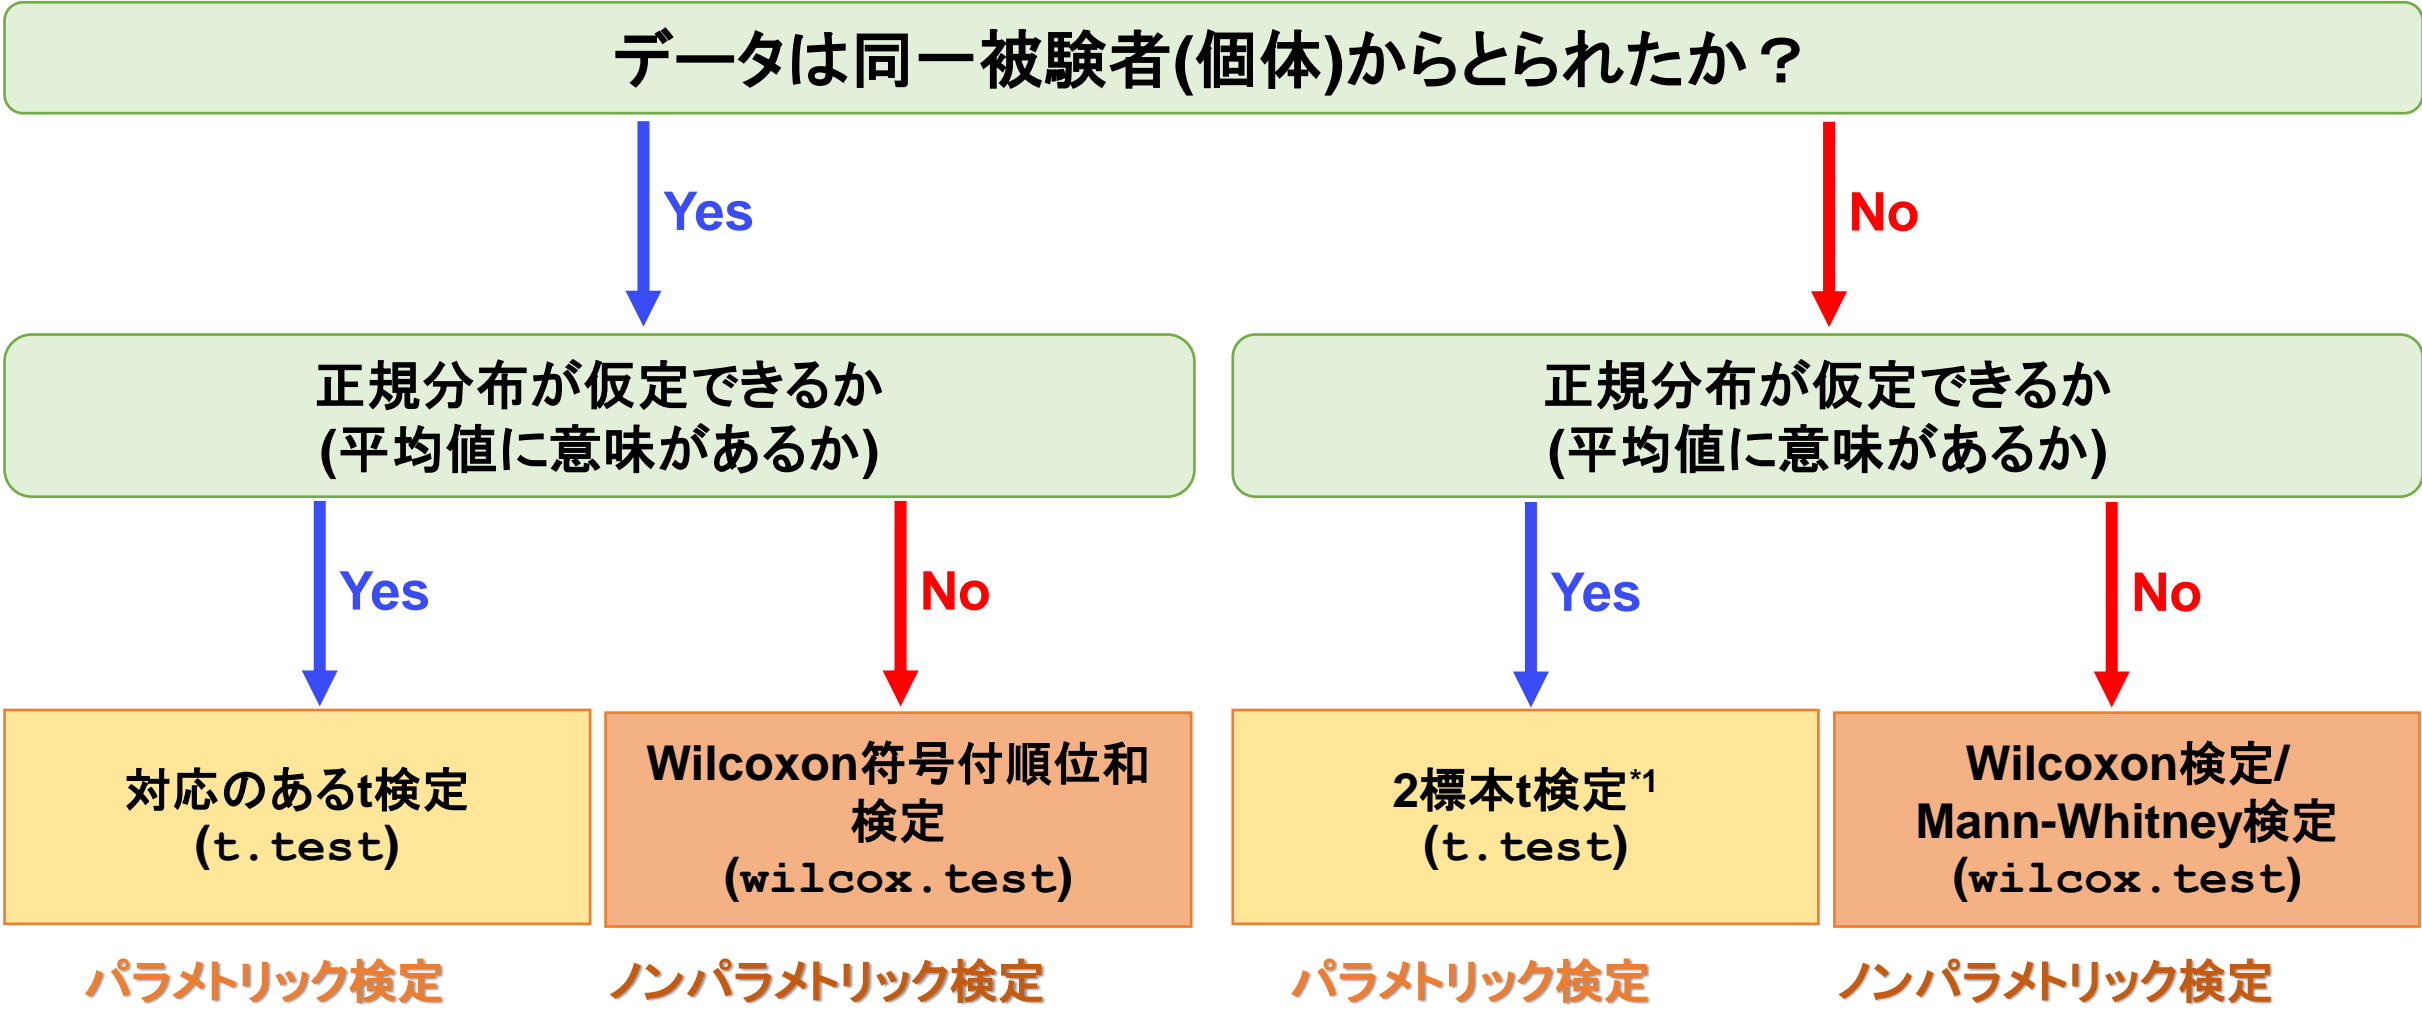 データは同一被験者(個体)からとられたか？
Yes
No
正規分布が仮定できるか
(平均値に意味があるか)
正規分布が仮定できるか
(平均値に意味があるか)
Yes
No
Yes
No
対応のあるt検定
(t.test)
Wilcoxon符号付順位和
検定
(wilcox.test)
2標本t検定*1
(t.test)
Wilcoxon検定/
Mann-Whitney検定
(wilcox.test)
パラメトリック検定
ノンパラメトリック検定
パラメトリック検定
ノンパラメトリック検定